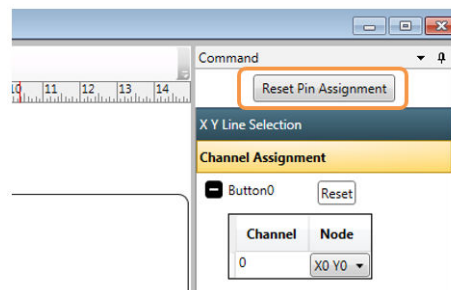 Command
10 11 12 13 14
Reset Pin Assignment
X Y Line Selection
Channel Assignment
Button0 Reset
Channel Node
0 X0 Y0